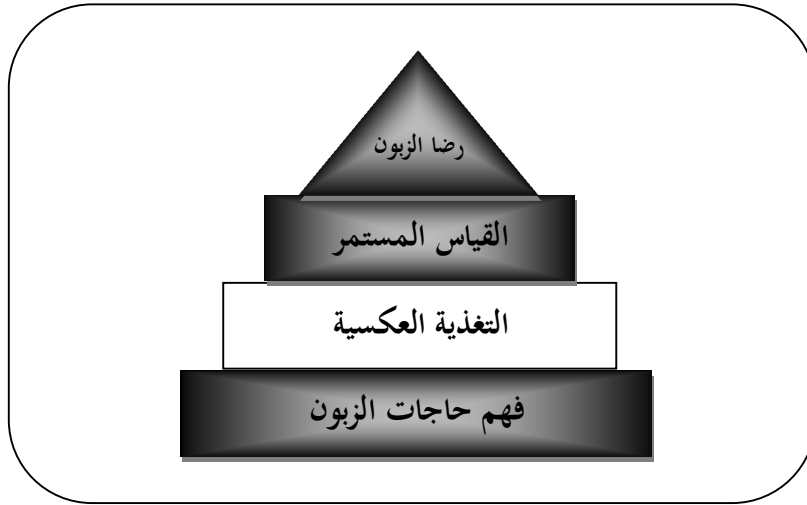 رضا الزبون
القياس المستمر
التغذية العكسية
فهم حاجات الزبون